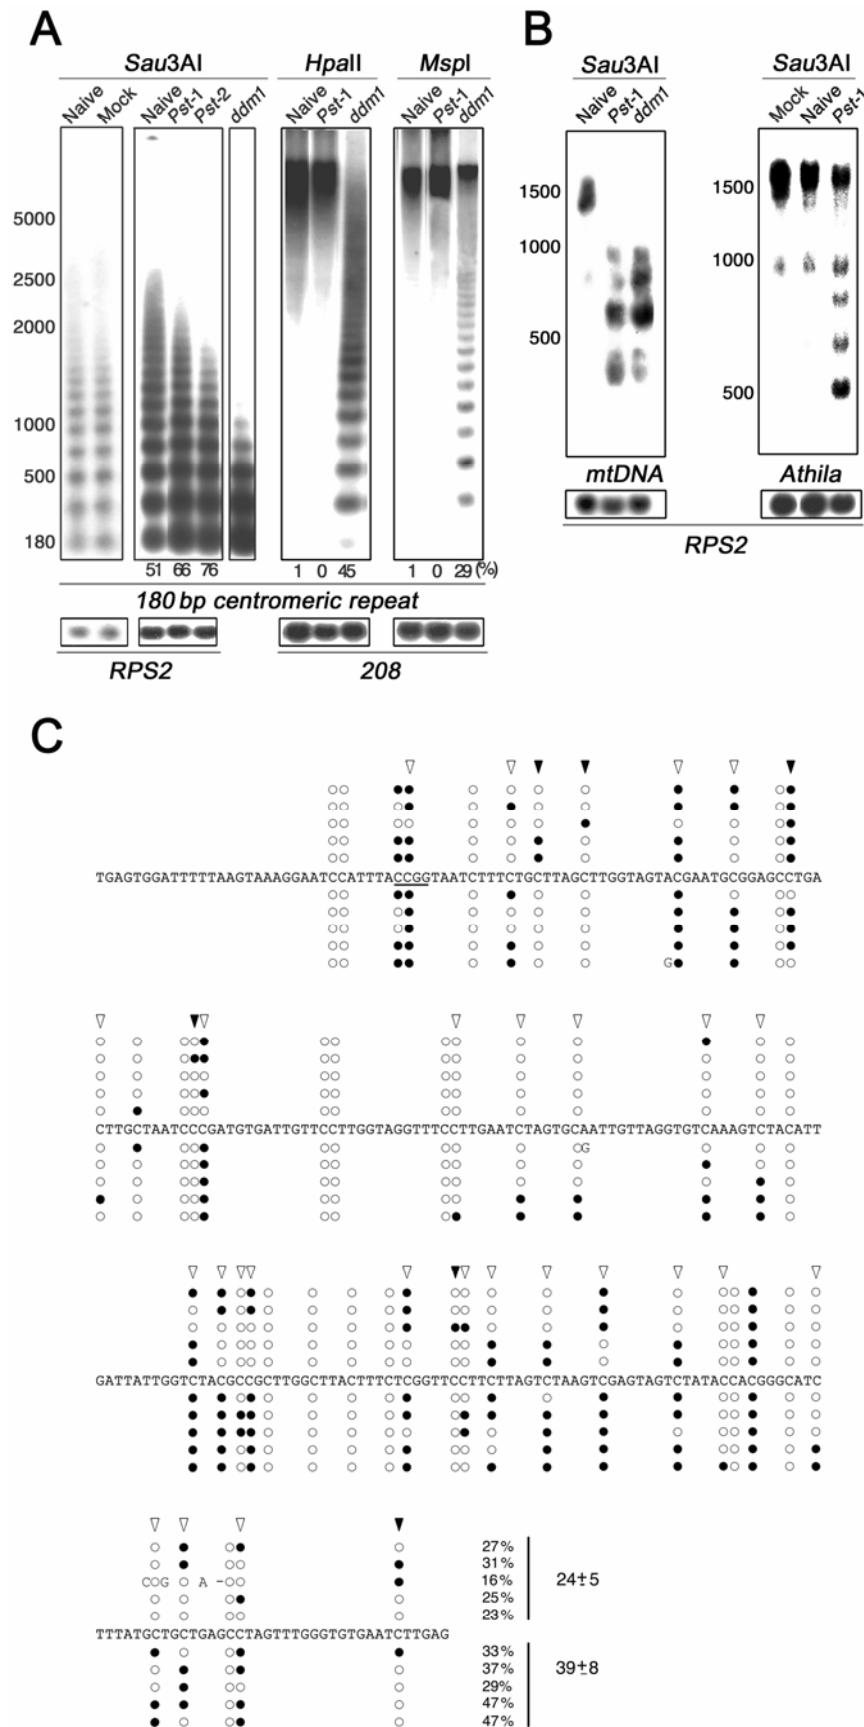 A
B
Sau3AI
HpaII
MspI
Sau3AI
Sau3AI
Naive
Mock
Naive
Pst-1
Pst-2
ddm1
Naive
Pst-1
ddm1
Naive
Pst-1
ddm1
Naive
Pst-1
ddm1
Mock
Naive
Pst-1
5000
2500
2000
1000
500
180
1500
1000
500
1500
1000
500
51 66 76
1 0 45
1 0 29 (%)
180 bp centromeric repeat
RPS2
208
mtDNA
Athila
RPS2
C
TGAGTGGATTTTTAAGTAAAGGAATCCATTTACCCGGTAATCTTTCTGCTTAGCTTGGTAGTACGAATGCGGAGCCTGA
G
CTTGCTAATCCCGATGTGATTGTTCCTTGGTAGGTTTCCTTGAATCTAGTGCAATTGTTAGGTGTCAAAGTCTACATT
G
GATTATTGGTCTACGCCGCTTGGCTTACTTTCTCGGTTCCTTCTTAGTCTAAGTCGAGTAGTCTATACCACGGGCATC
27%
31%
C G A - 16% 24±5
25%
23%
TTTATGCTGCTGAGCCTAGTTTGGGTGTGAATCTTGAG
33%
37% 39±8
29%
47%
47%